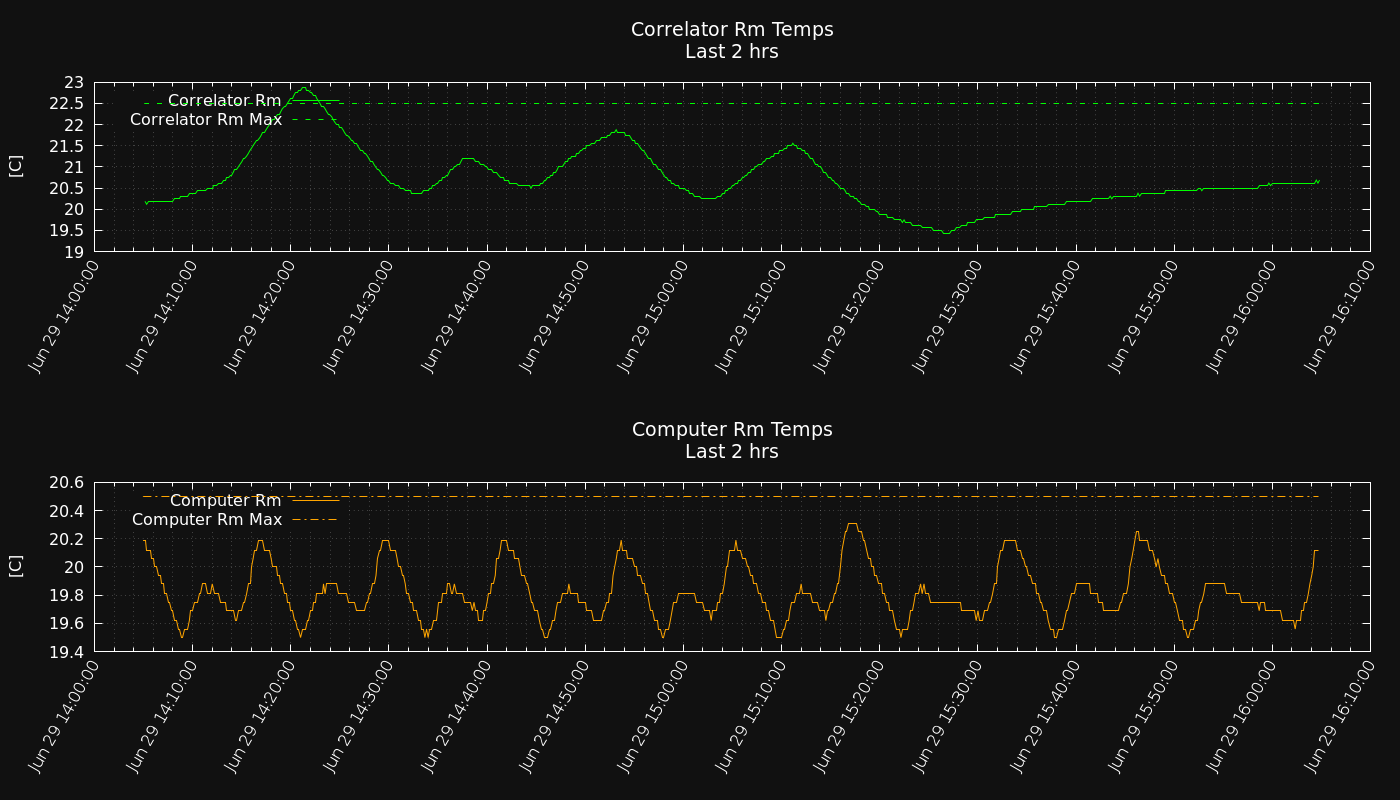 Correlator Rm Temps
Last 2 hrs
23
22.5
22
21.5
21
20.5
20
19.5
19
[C]
Correlator Rm
Correlator Rm Max
Jun 29 14:00:00
Jun 29 14:10:00
Jun 29 14:20:00
Jun 29 14:30:00
Jun 29 14:40:00
Jun 29 14:50:00
Jun 29 15:00:00
Jun 29 15:10:00
Jun 29 15:20:00
Jun 29 15:30:00
Jun 29 15:40:00
Jun 29 15:50:00
Jun 29 16:00:00
Jun 29 16:10:00
Computer Rm Temps
Last 2 hrs
20.6
20.4
20.2
20
19.8
19.6
19.4
[C]
Computer Rm
Computer Rm Max
Jun 29 14:00:00
Jun 29 14:10:00
Jun 29 14:20:00
Jun 29 14:30:00
Jun 29 14:40:00
Jun 29 14:50:00
Jun 29 15:00:00
Jun 29 15:10:00
Jun 29 15:20:00
Jun 29 15:30:00
Jun 29 15:40:00
Jun 29 15:50:00
Jun 29 16:00:00
Jun 29 16:10:00